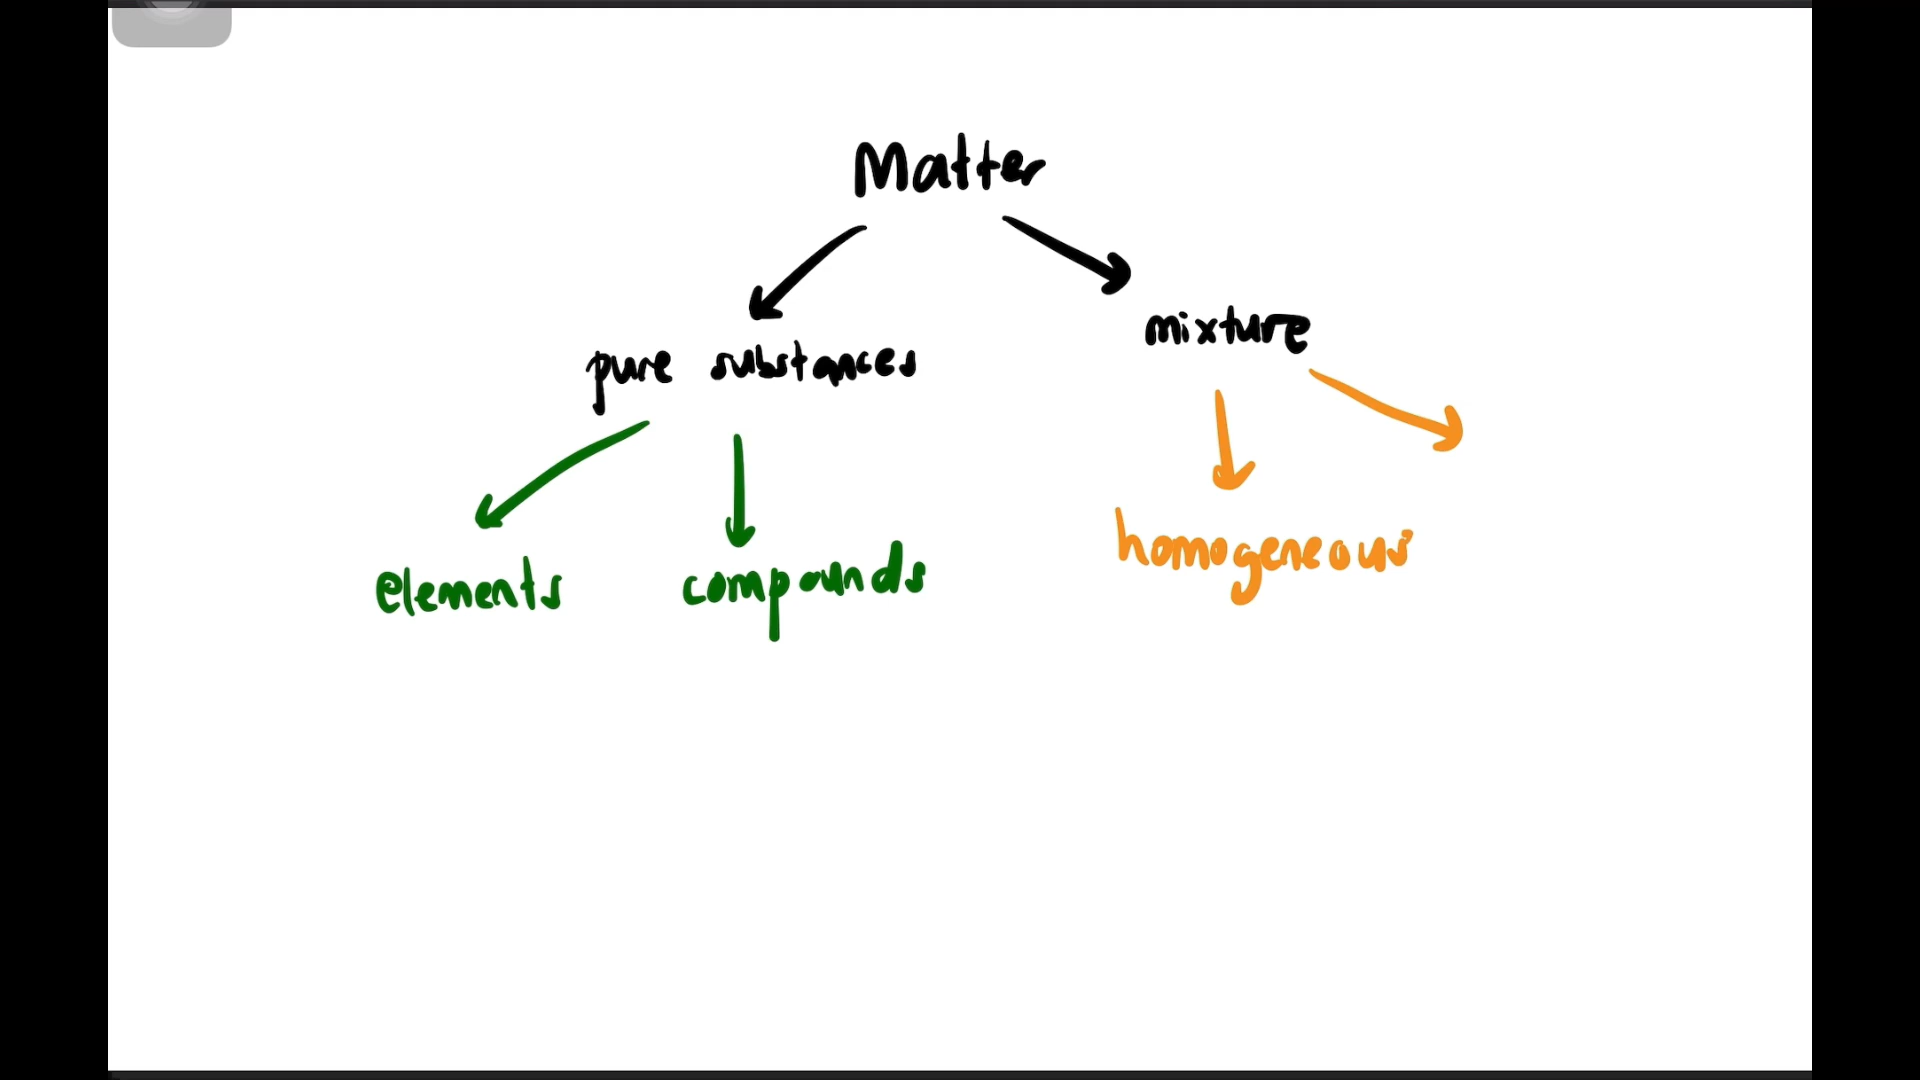 Matter
mixture
pure substances
homogeneous
elements compounds